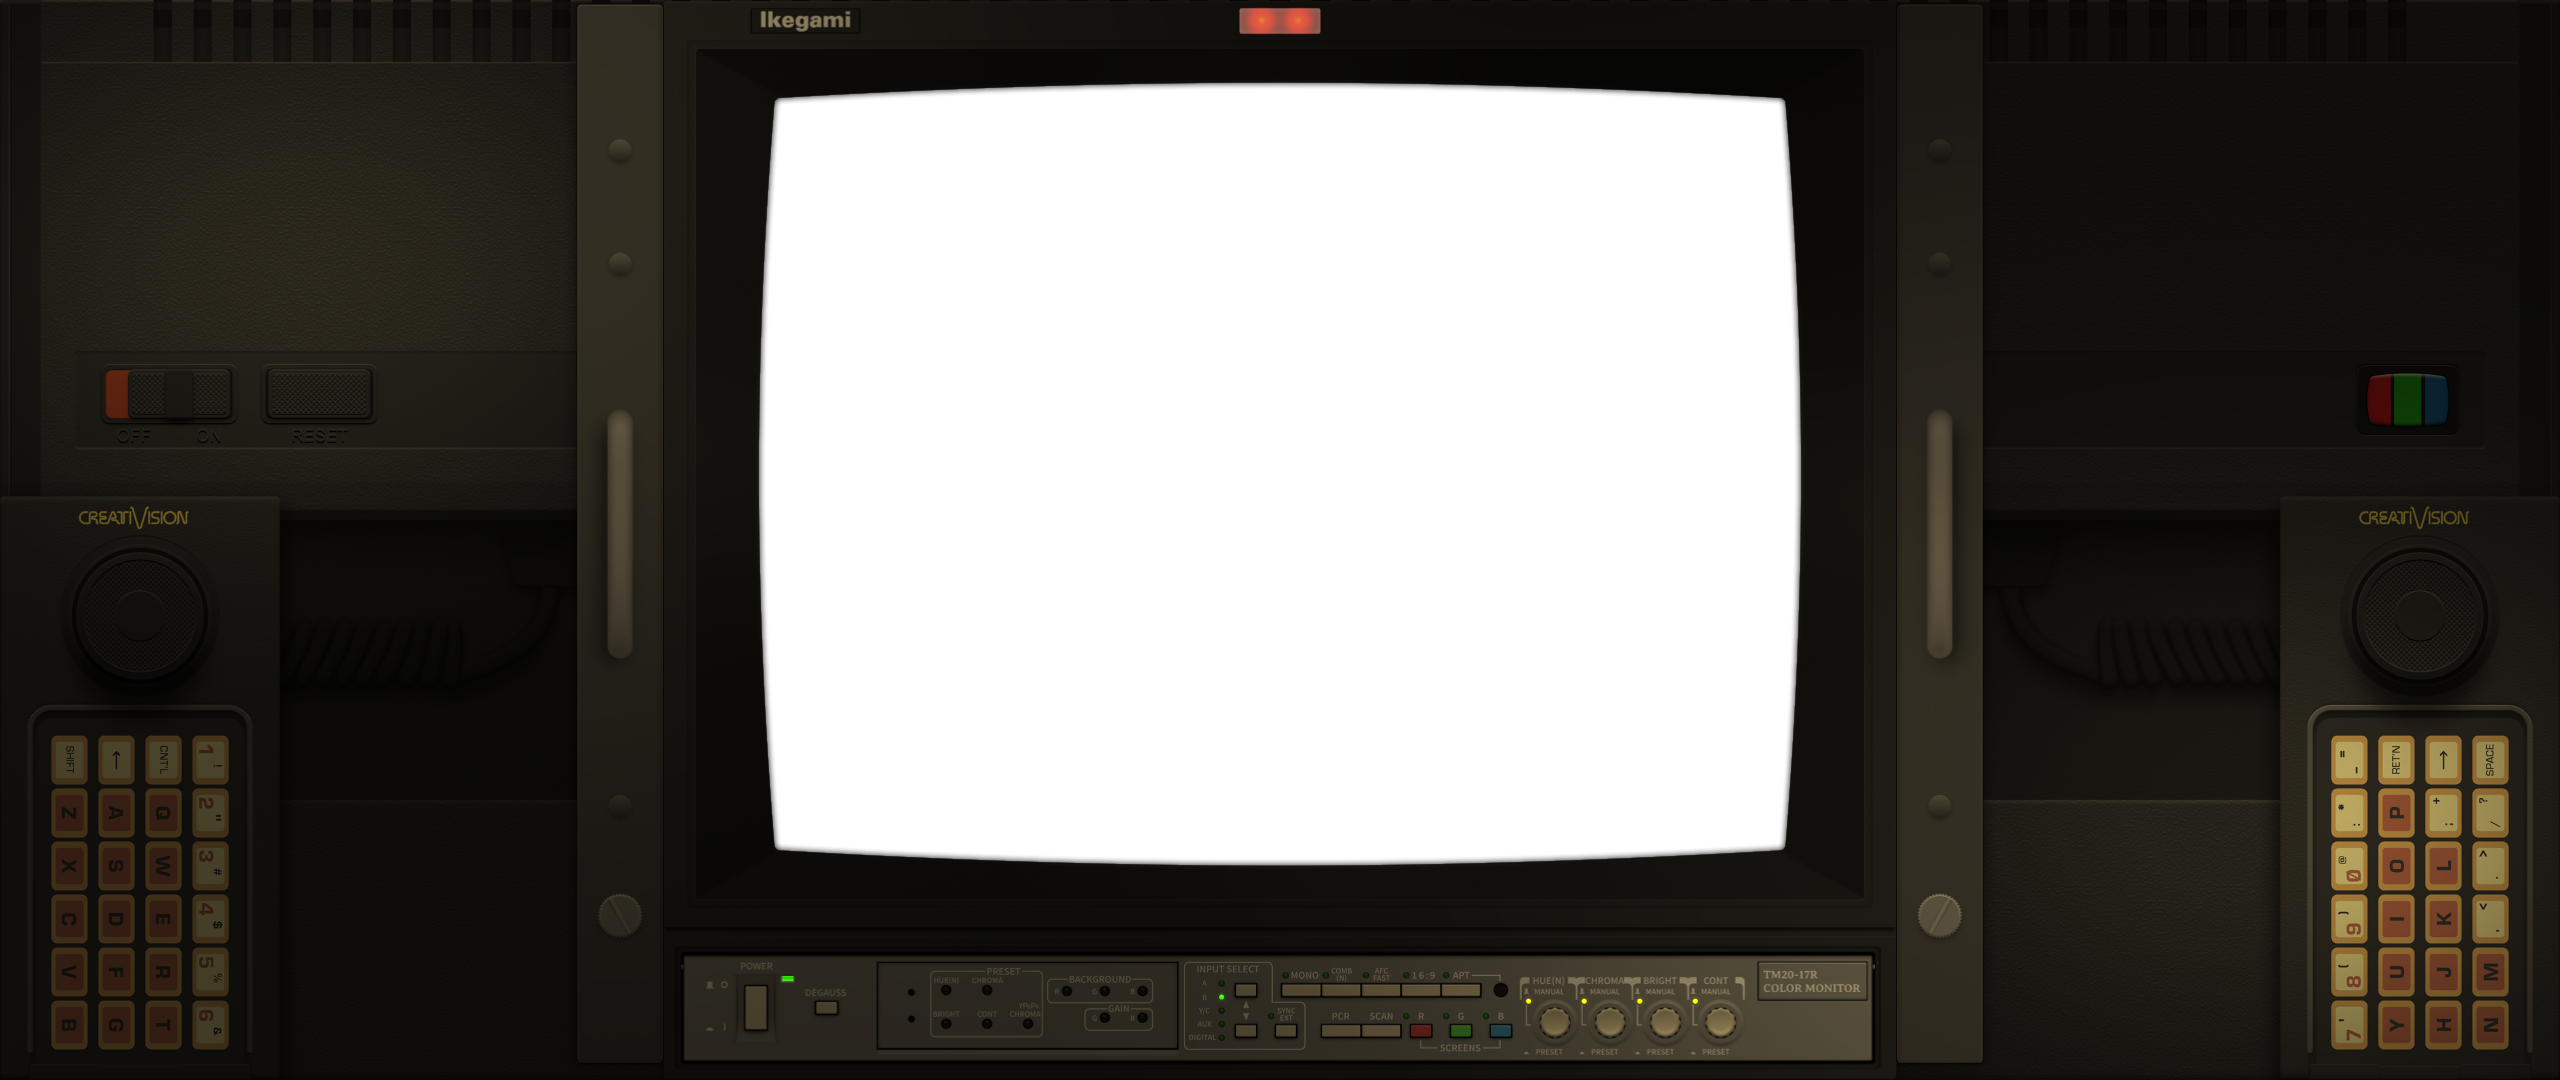 Ikegami
OFF ON RESET
CREATIVISION
SHIFT
←
CNT'L
1 !
Z A Q 2 "
X S W 3 #
C D E 4 $
V F R 5 %
B G T 6 &
POWER
DEGAUSS
PRESET
HUE(N) CHROMA
BRIGHT CONT YPbPr CHROMA
BACKGROUND
R G B
GAIN
G B
INPUT SELECT
A
B
Y/C
AUX
DIGITAL
SYNC EXT
MONO COMB (N) AFC FAST 16:9 APT
PCR SCAN R G B
SCREENS
HUE(N) CHROMA BRIGHT CONT
MANUAL MANUAL MANUAL MANUAL
PRESET PRESET PRESET PRESET
TM20-17R
COLOR MONITOR
CREATIVISION
= -
RET'N
→
SPACE
* : P + ; ? /
@ 0 O L > .
) 9 I K < ,
( 8 U J M
' 7 Y H N